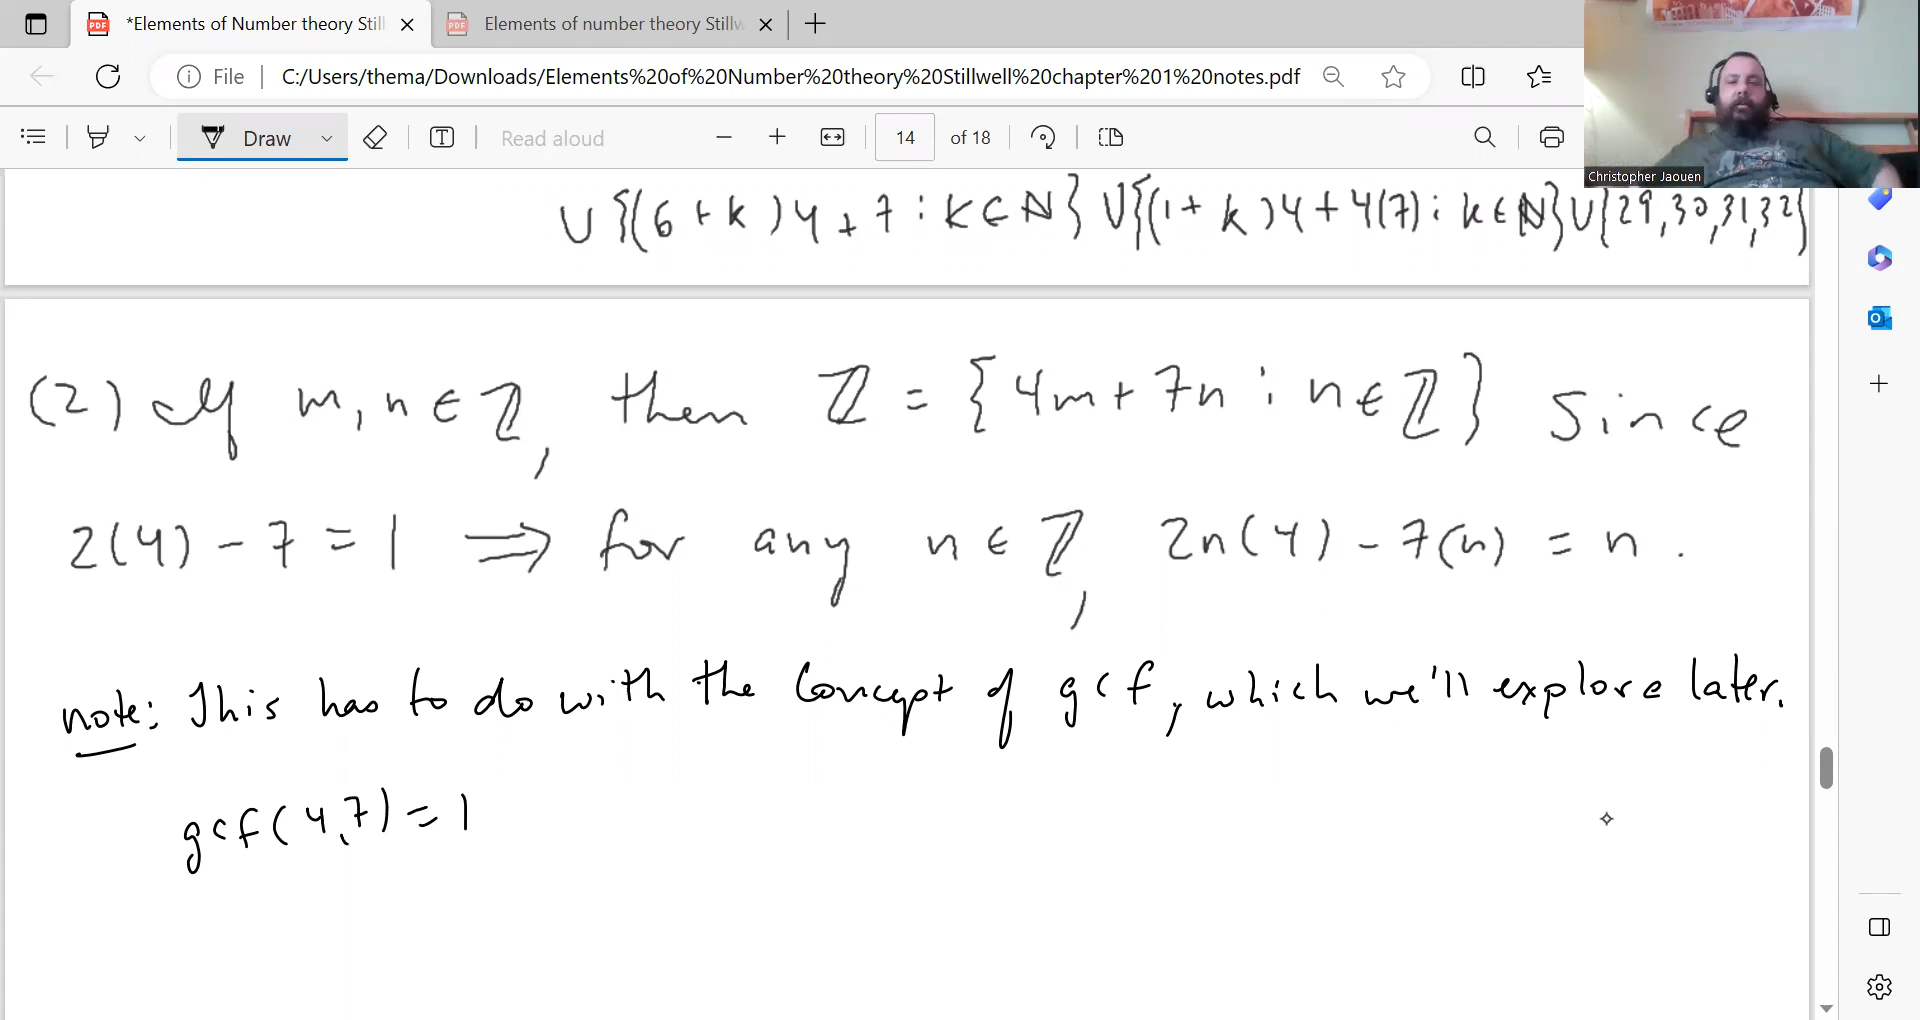 *Elements of Number theory Still
Elements of number theory Stillw
File
C:/Users/thema/Downloads/Elements%20of%20Number%20theory%20Stillwell%20chapter%201%20notes.pdf
Draw
Read aloud
14
of 18
Christopher Jaouen
∪ {(6 + k)4 + 7 : k ∈ ℕ} ∪ {(1 + k)4 + 4(7) : k ∈ ℕ} ∪ {29,30,31,32}
(2) If m, n ∈ ℤ, then ℤ = {4m + 7n : n ∈ ℤ} Since
2(4) - 7 = 1 ⟹ for any n ∈ ℤ, 2n(4) - 7(n) = n.
note: This has to do with the concept of gcf, which we'll explore later.
gcf(4,7) = 1